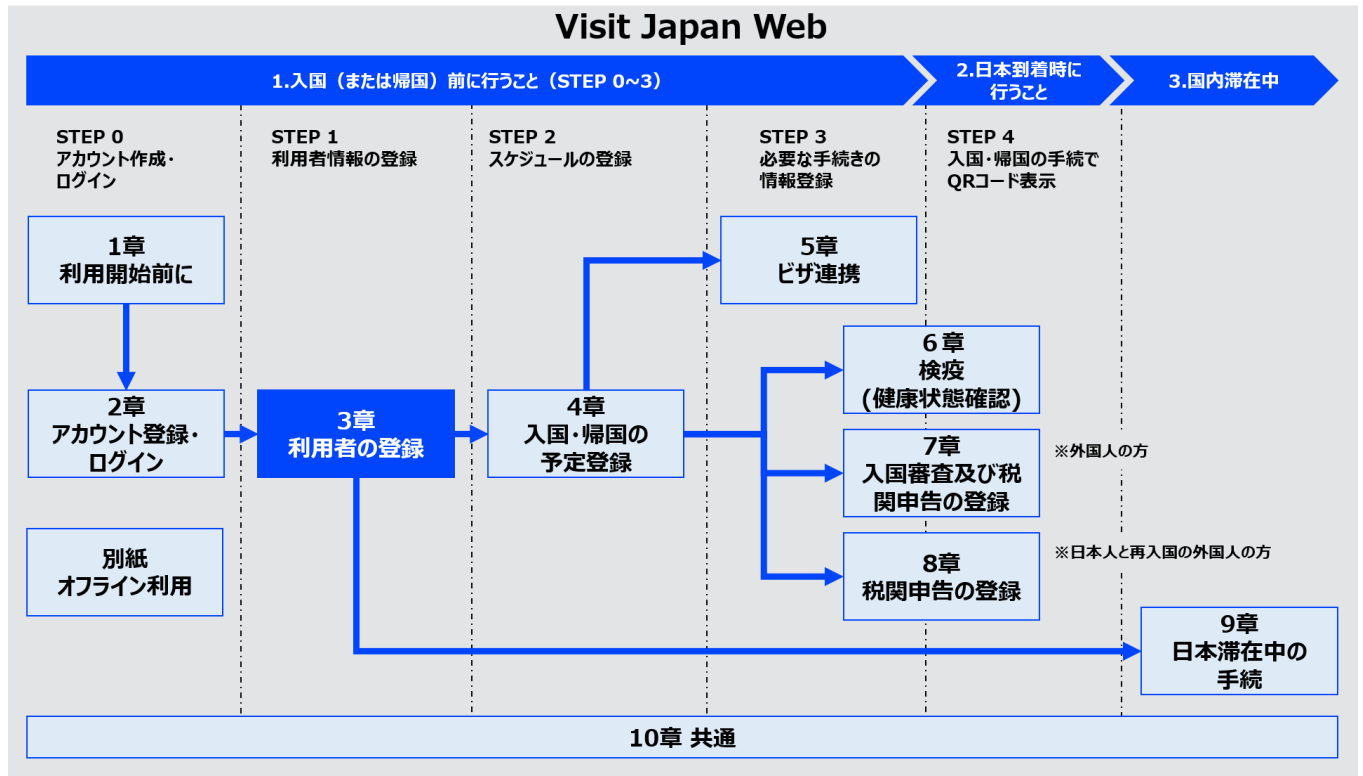 Visit Japan Web
1.入国（または帰国）前に行うこと（STEP 0~3）
2.日本到着時に
行うこと
3.国内滞在中
STEP 0
アカウント作成・
ログイン
STEP 1
利用者情報の登録
STEP 2
スケジュールの登録
STEP 3
必要な手続きの
情報登録
STEP 4
入国・帰国の手続で
QRコード表示
1章
利用開始前に
5章
ビザ連携
6章
検疫
(健康状態確認)
2章
アカウント登録・
ログイン
3章
利用者の登録
4章
入国・帰国の
予定登録
7章
入国審査及び税
関申告の登録
※外国人の方
別紙
オフライン利用
8章
税関申告の登録
※日本人と再入国の外国人の方
9章
日本滞在中の
手続
10章 共通